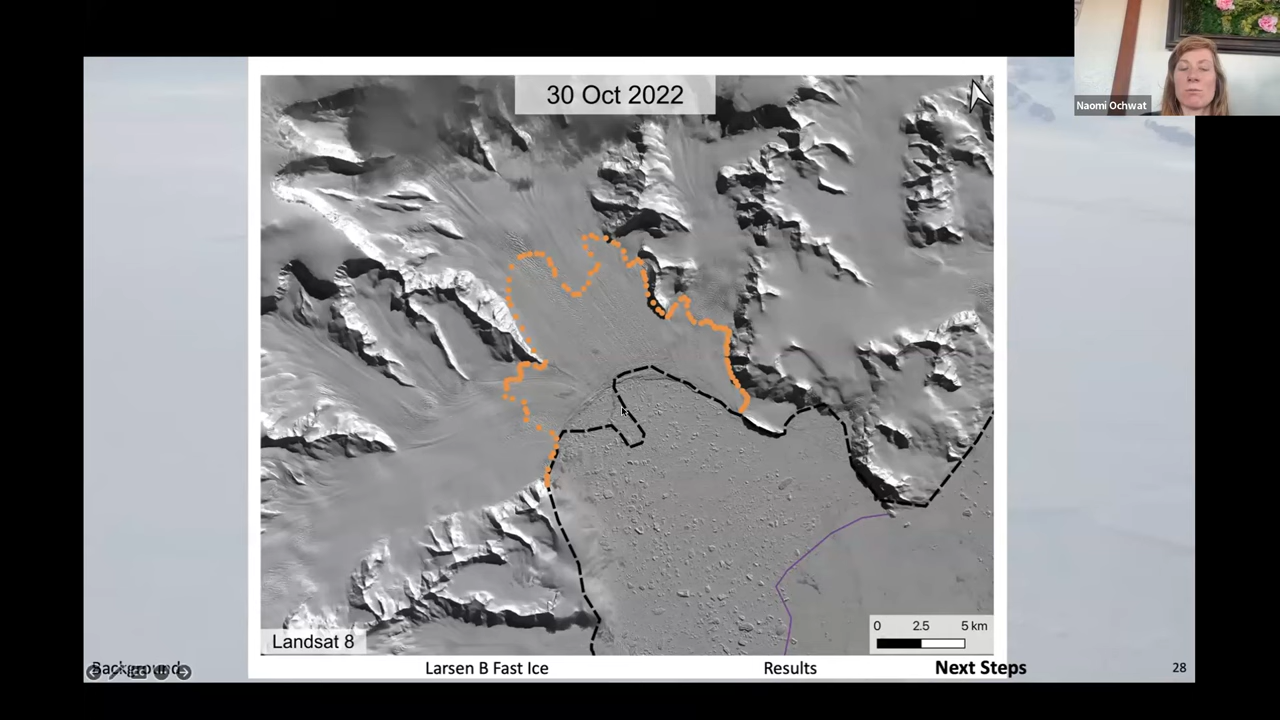 30 Oct 2022
Naomi Ochwat
0 2.5 5 km
Landsat 8
Background
Larsen B Fast Ice
Results
Next Steps
28